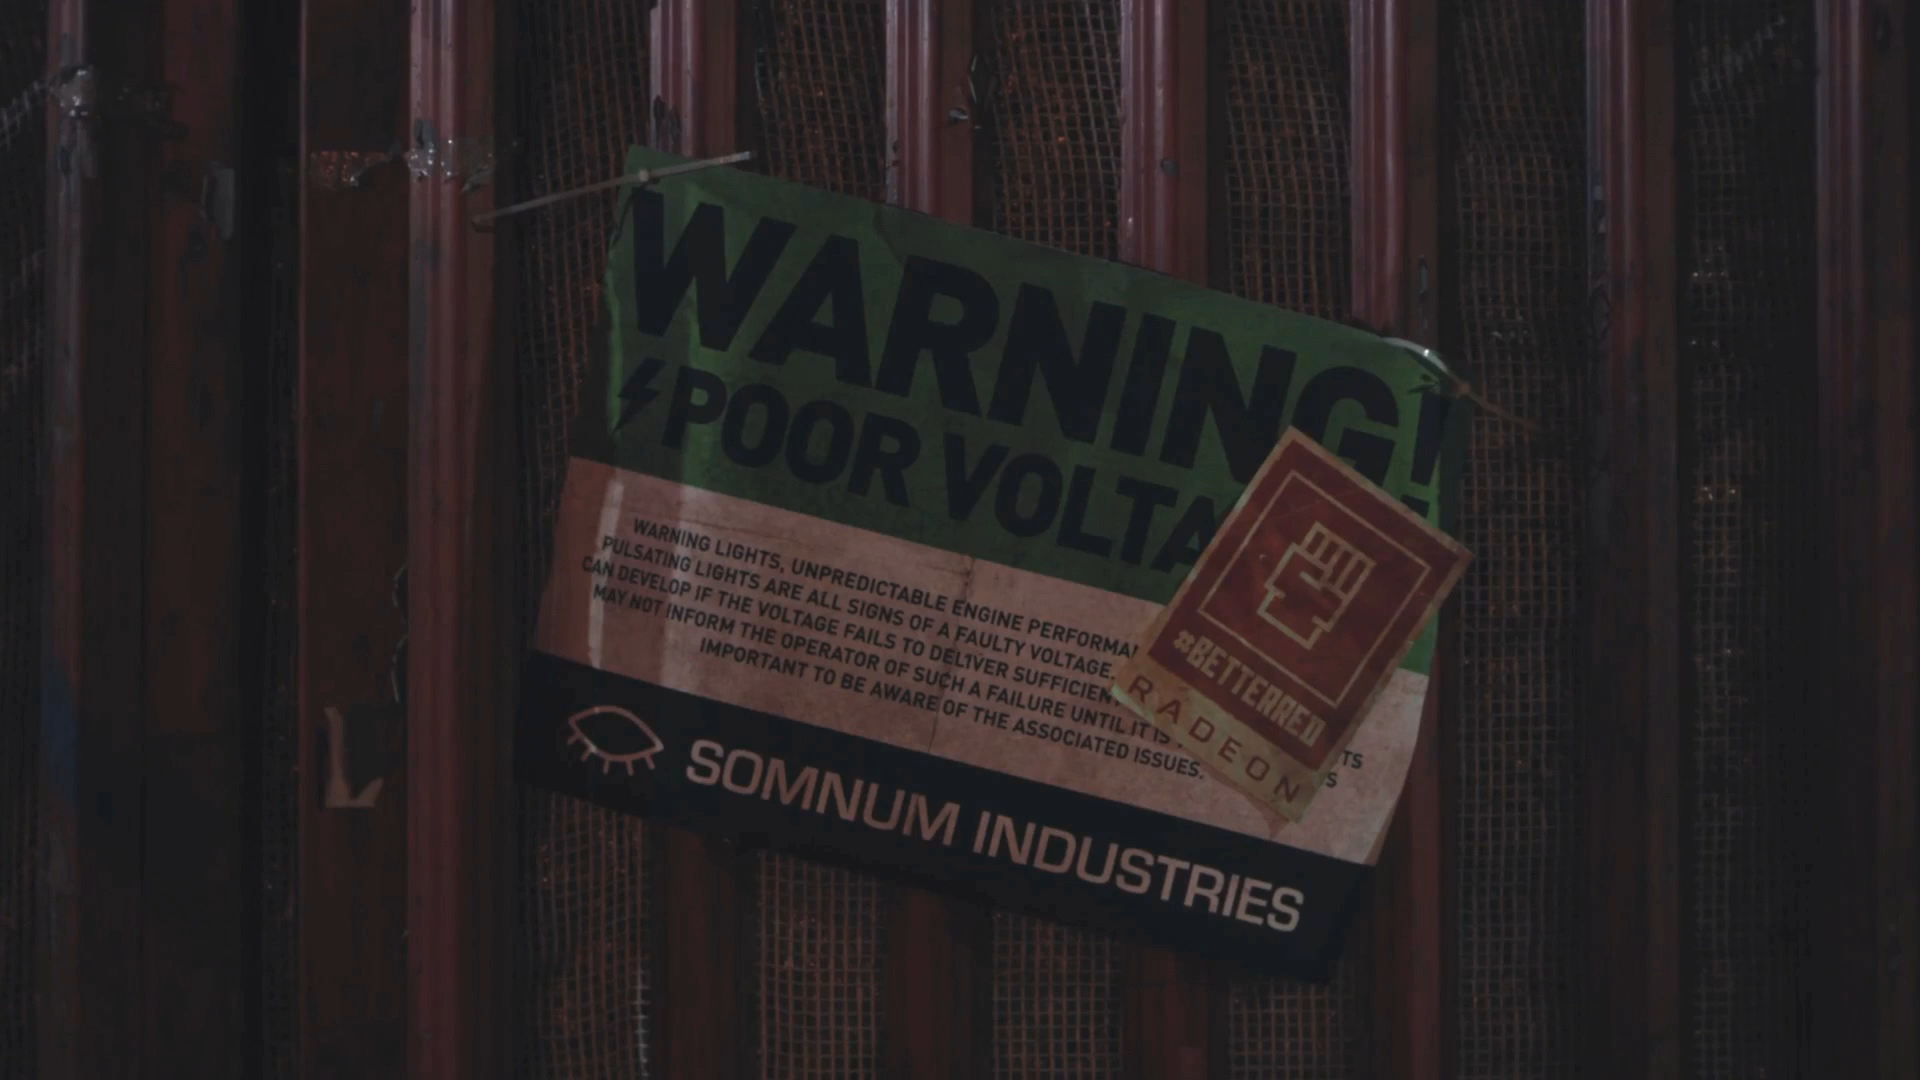 WARNING!
POOR VOLTA
WARNING LIGHTS, UNPREDICTABLE ENGINE
PULSATING LIGHTS ARE ALL SIGNS OF A FAULTY VOLTAGE.
CAN DEVELOP IF THE VOLTAGE FAILS TO DELIVER
MAY NOT INFORM THE OPERATOR OF SUCH A FAILURE UNTIL IT IS
IMPORTANT TO BE AWARE OF THE ASSOCIATED ISSUES.
#BETTERRED
RADEON
SOMNUM INDUSTRIES